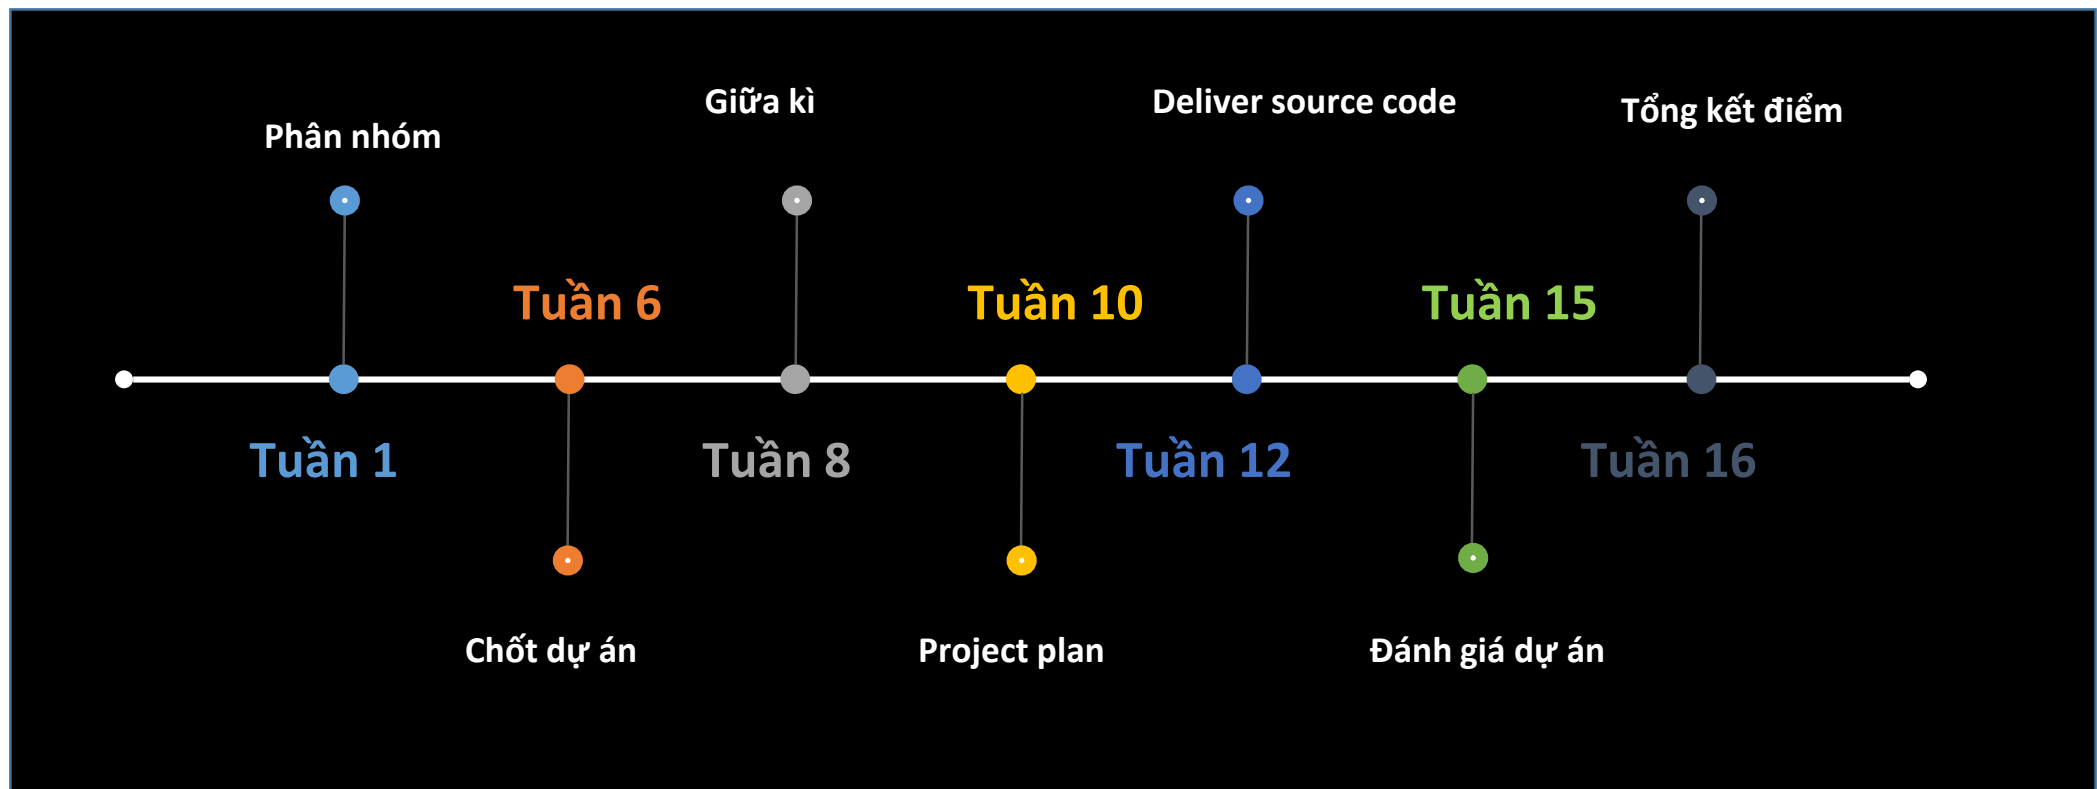 Giữa kì
Deliver source code
Tổng kết điểm
Phân nhóm
Tuần 6
Tuần 10
Tuần 15
Tuần 1
Tuần 8
Tuần 12
Tuần 16
Chốt dự án
Project plan
Đánh giá dự án